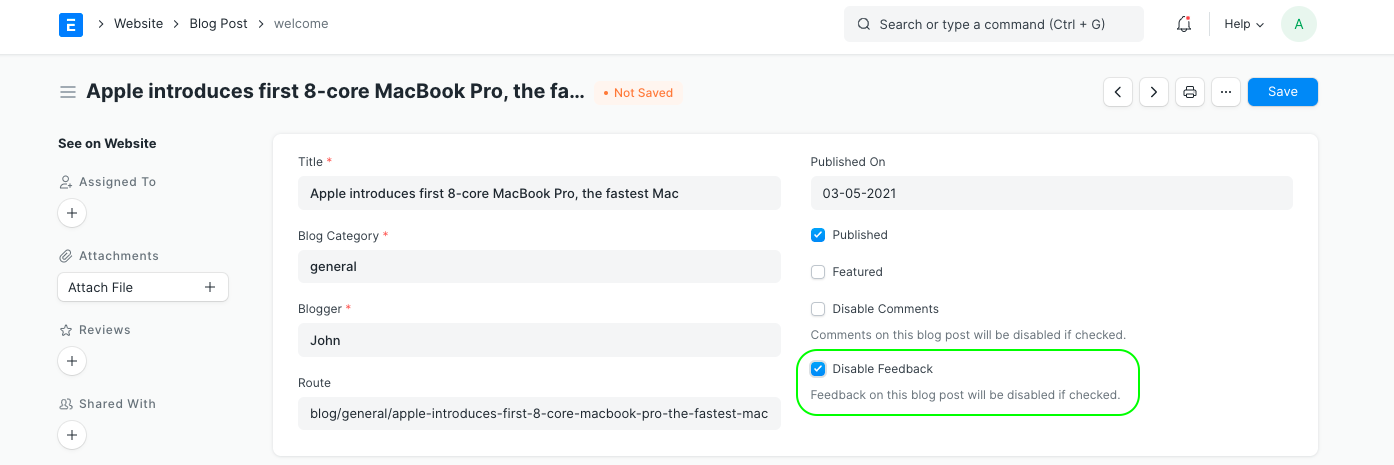 E
Website
Blog Post
welcome
Search or type a command (Ctrl + G)
Help
A
Apple introduces first 8-core MacBook Pro, the fa...
• Not Saved
Save
See on Website
Assigned To
Attachments
Attach File
Reviews
Shared With
Title *
Apple introduces first 8-core MacBook Pro, the fastest Mac
Blog Category *
general
Blogger *
John
Route
blog/general/apple-introduces-first-8-core-macbook-pro-the-fastest-mac
Published On
03-05-2021
Published
Featured
Disable Comments
Comments on this blog post will be disabled if checked.
Disable Feedback
Feedback on this blog post will be disabled if checked.